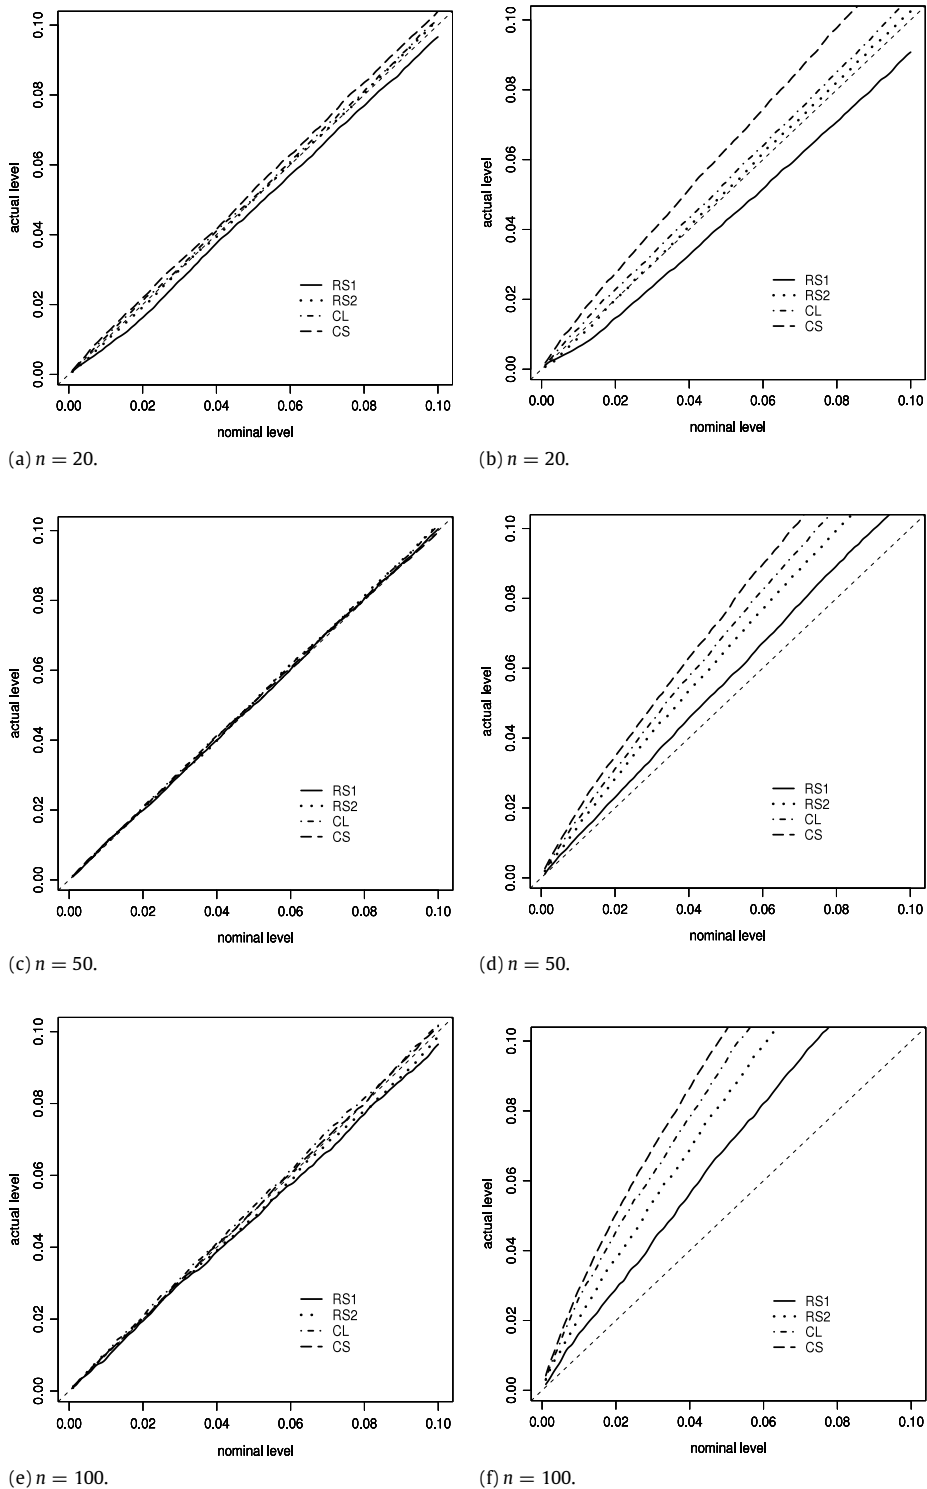 0.10
0.08
0.06
0.04
0.02
0.00
actual level
RS1
RS2
CL
CS
0.00 0.02 0.04 0.06 0.08 0.10
nominal level
(a) n = 20.
0.10
0.08
0.06
0.04
0.02
0.00
actual level
RS1
RS2
CL
CS
0.00 0.02 0.04 0.06 0.08 0.10
nominal level
(b) n = 20.
0.10
0.08
0.06
0.04
0.02
0.00
actual level
RS1
RS2
CL
CS
0.00 0.02 0.04 0.06 0.08 0.10
nominal level
(c) n = 50.
0.10
0.08
0.06
0.04
0.02
0.00
actual level
RS1
RS2
CL
CS
0.00 0.02 0.04 0.06 0.08 0.10
nominal level
(d) n = 50.
0.10
0.08
0.06
0.04
0.02
0.00
actual level
RS1
RS2
CL
CS
0.00 0.02 0.04 0.06 0.08 0.10
nominal level
(e) n = 100.
0.10
0.08
0.06
0.04
0.02
0.00
actual level
RS1
RS2
CL
CS
0.00 0.02 0.04 0.06 0.08 0.10
nominal level
(f) n = 100.